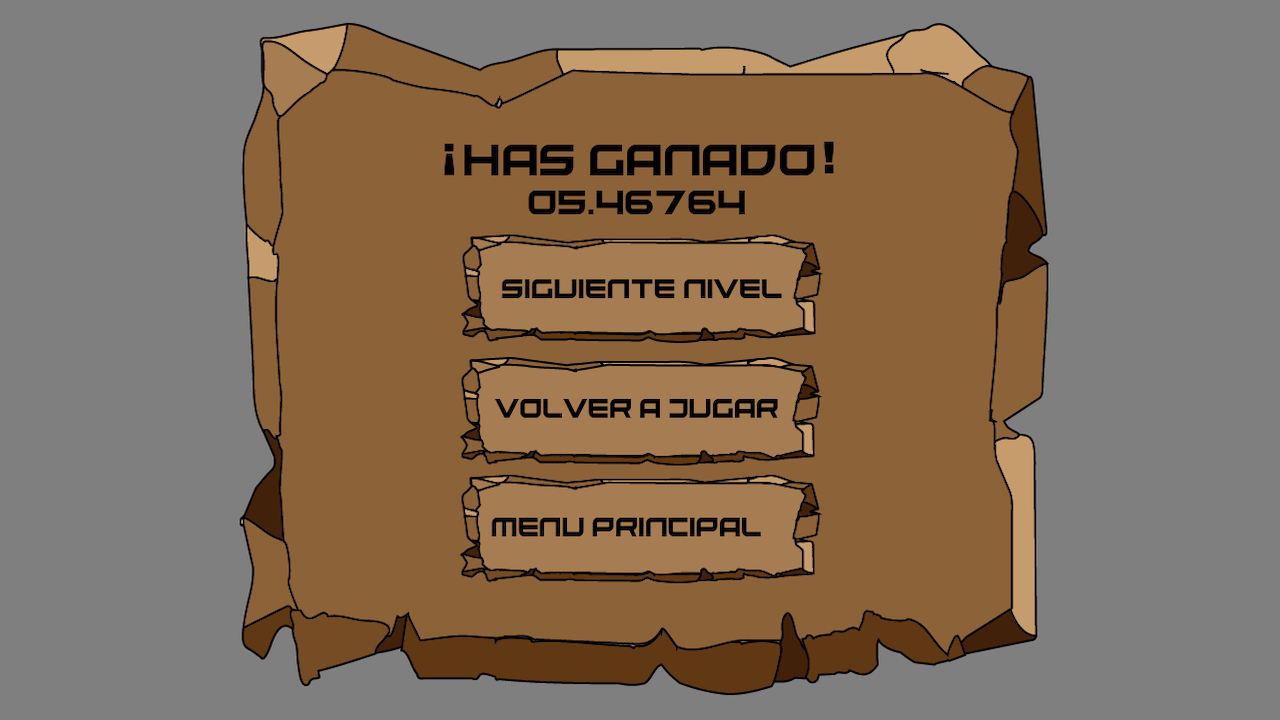 ¡HAS GANADO!
05.46764
SIGUIENTE NIVEL
VOLVER A JUGAR
MENU PRINCIPAL